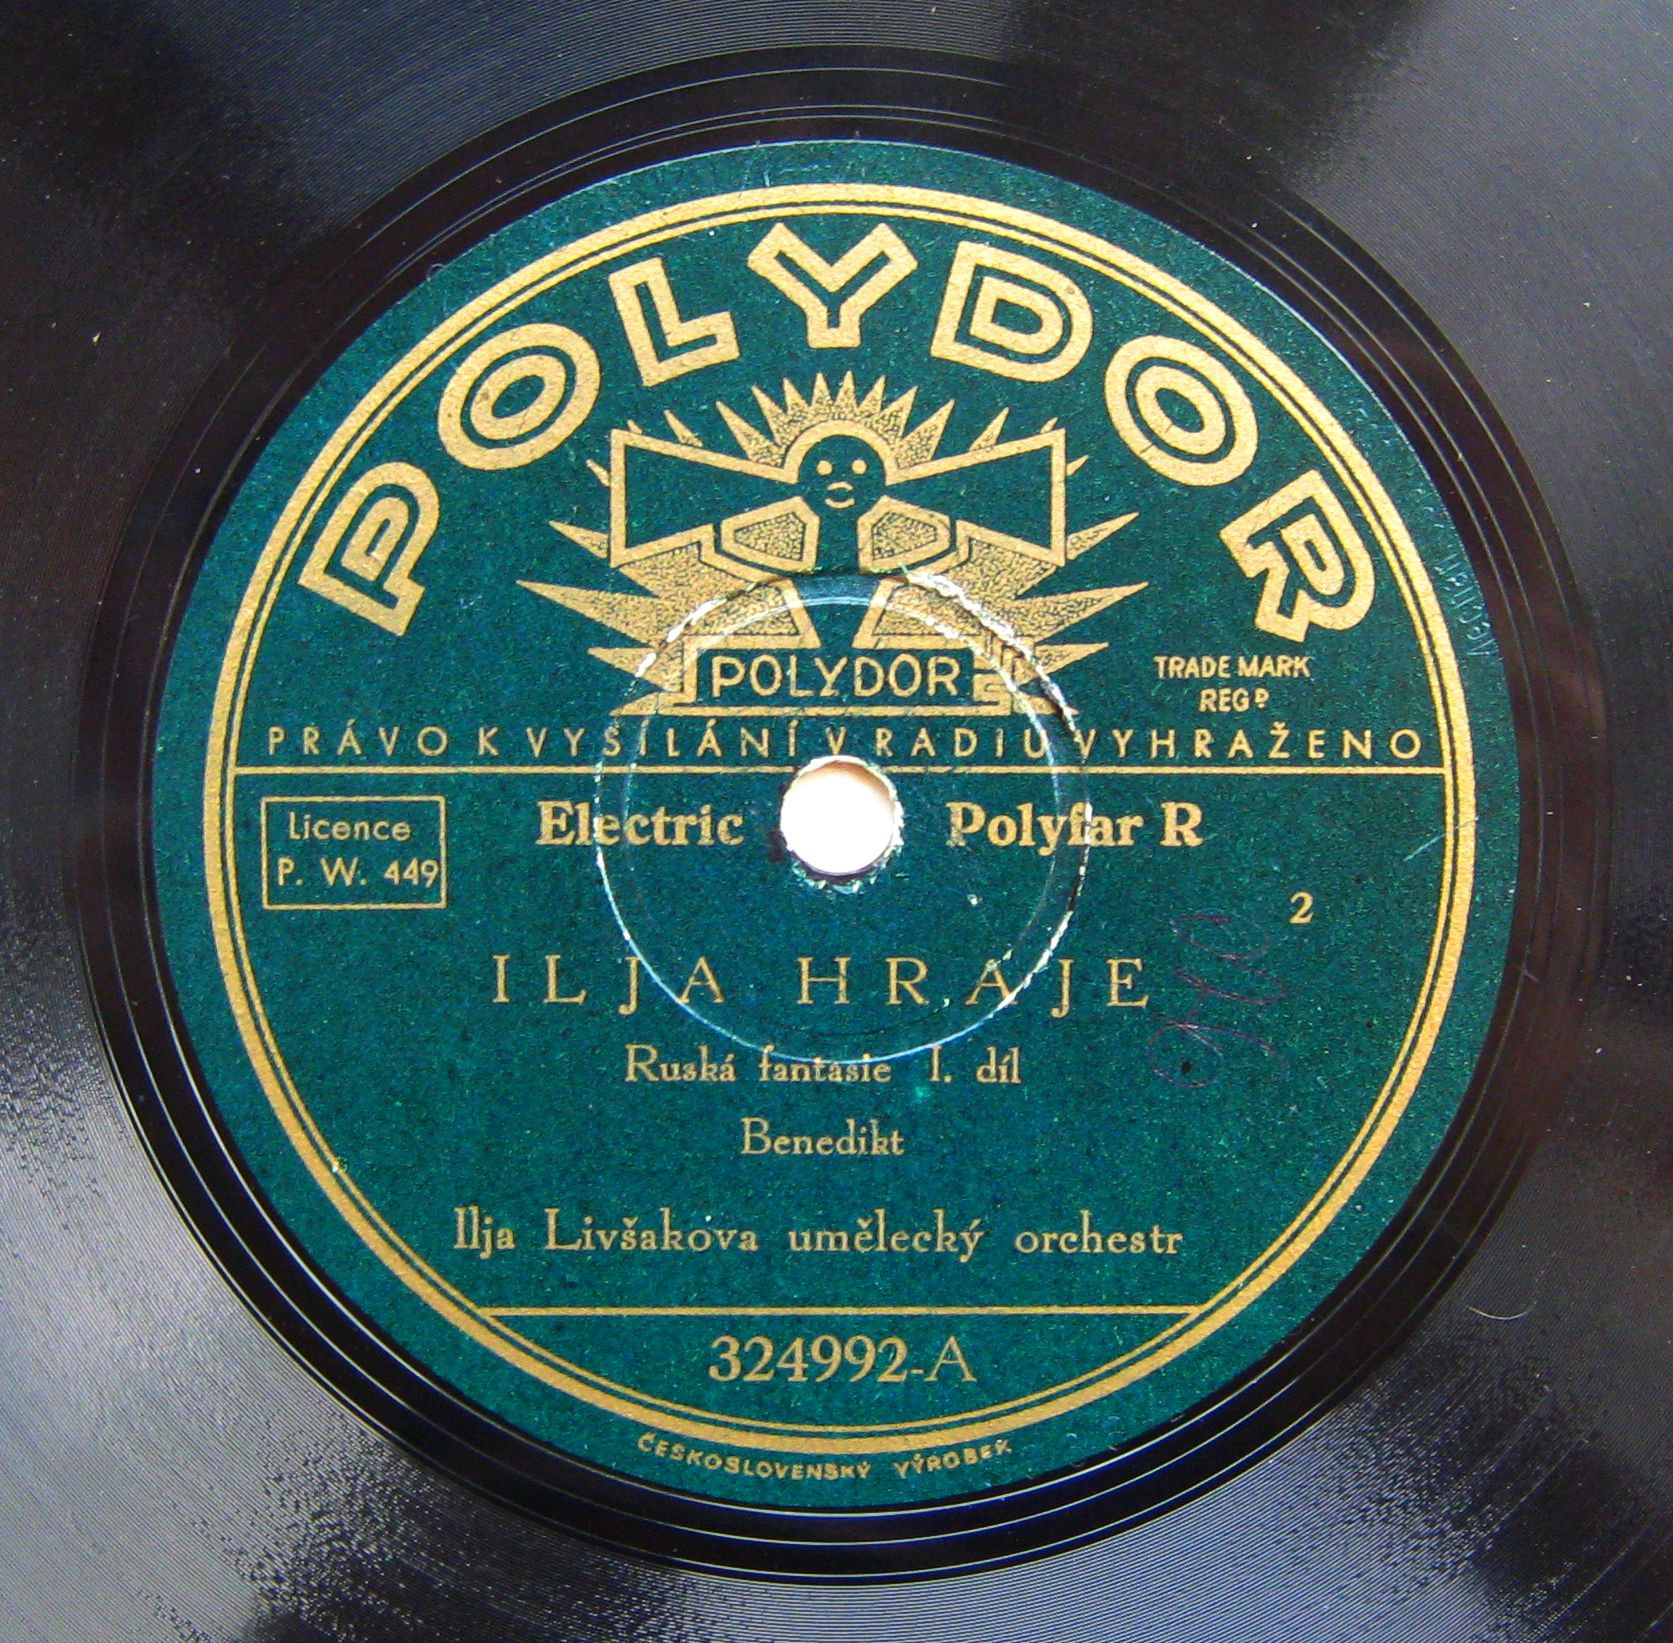 POLYDOR
POLYDOR
TRADE MARK
REGD
PRÁVO K VYSÍLÁNÍ V RADIU VYHRAŽENO
Licence
P. W. 449
Electric Polyfar R
2
ILJA HRAJE
Ruská fantasie I. díl
Benedikt
Ilja Livšakova umělecký orchestr
324992-A
ČESKOSLOVENSKÝ VÝROBEK